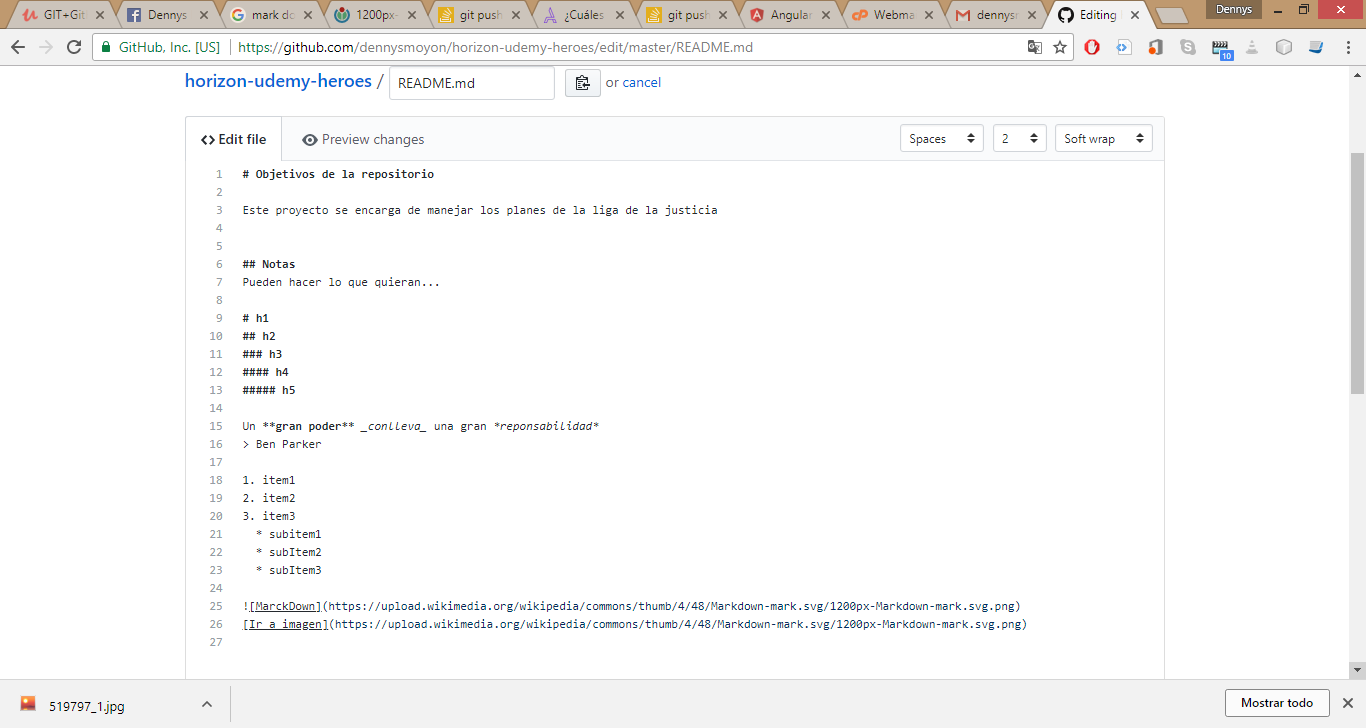 GIT+Git
Dennys
mark do
1200px-
git push
¿Cuáles
git push
Angular
Webma
dennysr
Editing
Dennys
GitHub, Inc. [US]
https://github.com/dennysmoyon/horizon-udemy-heroes/edit/master/README.md
10
horizon-udemy-heroes / README.md or cancel
Edit file
Preview changes
Spaces
2
Soft wrap
1 # Objetivos de la repositorio
2
3 Este proyecto se encarga de manejar los planes de la liga de la justicia
4
5
6 ## Notas
7 Pueden hacer lo que quieran...
8
9 # h1
10 ## h2
11 ### h3
12 #### h4
13 ##### h5
14
15 Un **gran poder** _conlleva_ una gran *reponsabilidad*
16 > Ben Parker
17
18 1. item1
19 2. item2
20 3. item3
21 * subitem1
22 * subItem2
23 * subItem3
24
25 ![MarckDown](https://upload.wikimedia.org/wikipedia/commons/thumb/4/48/Markdown-mark.svg/1200px-Markdown-mark.svg.png)
26 [Ir a imagen](https://upload.wikimedia.org/wikipedia/commons/thumb/4/48/Markdown-mark.svg/1200px-Markdown-mark.svg.png)
27
519797_1.jpg
Mostrar todo